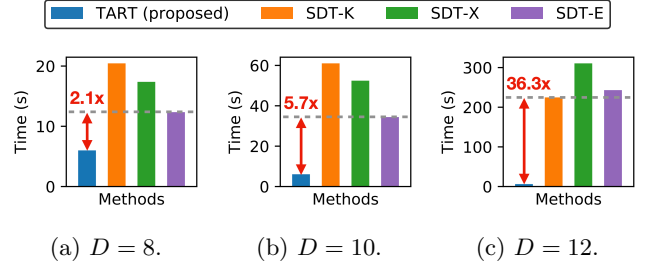 TART (proposed) SDT-K SDT-X SDT-E
Time (s)
20
10
0
2.1x
Methods
(a) D = 8.
Time (s)
60
40
20
0
5.7x
Methods
(b) D = 10.
Time (s)
300
200
100
0
36.3x
Methods
(c) D = 12.